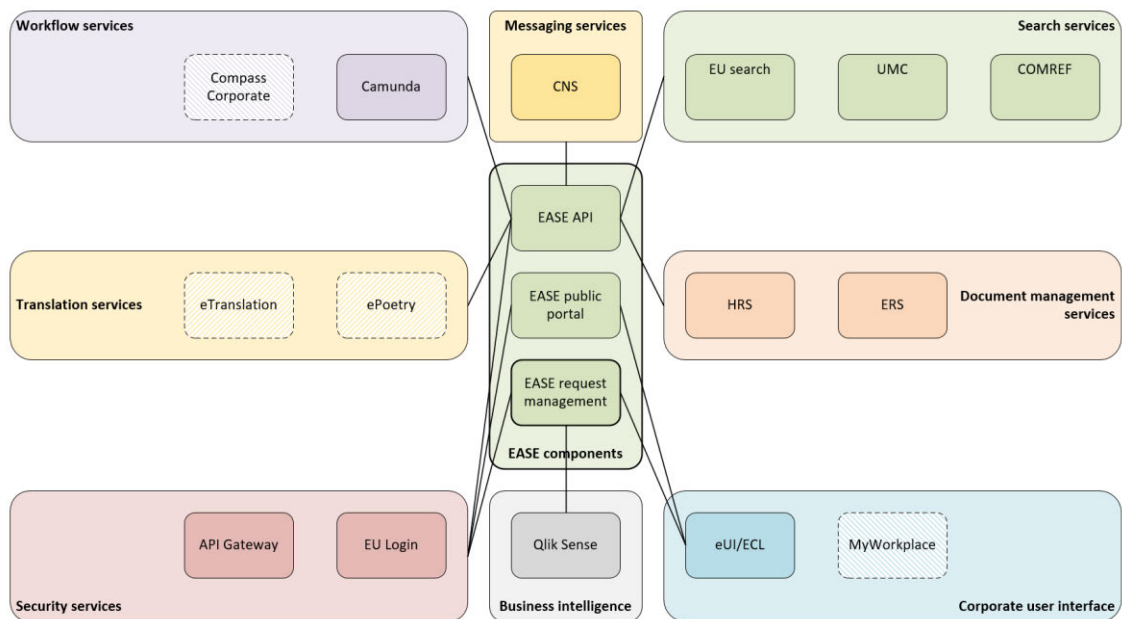 Workflow services
Compass
Corporate
Camunda
Messaging services
CNS
Search services
EU search
UMC
COMREF
EASE API
EASE public
portal
EASE request
management
EASE components
Translation services
eTranslation
ePoetry
HRS
ERS
Document management
services
API Gateway
EU Login
Security services
Qlik Sense
Business intelligence
eUI/ECL
MyWorkplace
Corporate user interface